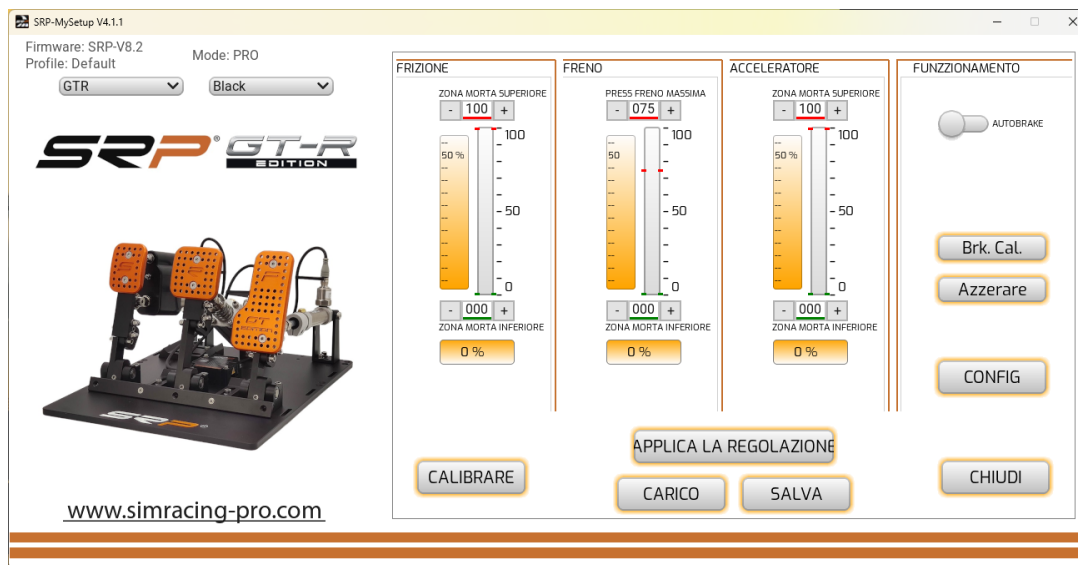 SRP-MySetup V4.1.1
Firmware: SRP-V8.2
Profile: Default
Mode: PRO
GTR
Black
SRP® GT-R
EDITION
www.simracing-pro.com
FRIZIONE
ZONA MORTA SUPERIORE
- 100 +
50 %
100
50
0
- 000 +
ZONA MORTA INFERIORE
0 %
FRENO
PRESS FRENO MASSIMA
- 075 +
50
100
50
0
- 000 +
ZONA MORTA INFERIORE
0 %
ACCELERATORE
ZONA MORTA SUPERIORE
- 100 +
50 %
100
50
0
- 000 +
ZONA MORTA INFERIORE
0 %
FUNZZIONAMENTO
AUTOBRAKE
Brk. Cal.
Azzerare
CONFIG
APPLICA LA REGOLAZIONE
CALIBRARE
CARICO
SALVA
CHIUDI
GT
EDITION
SRP